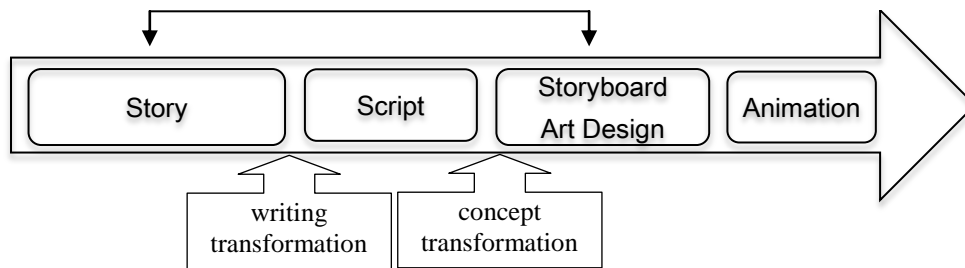 Story
Script
Storyboard
Art Design
Animation
writing
transformation
concept
transformation